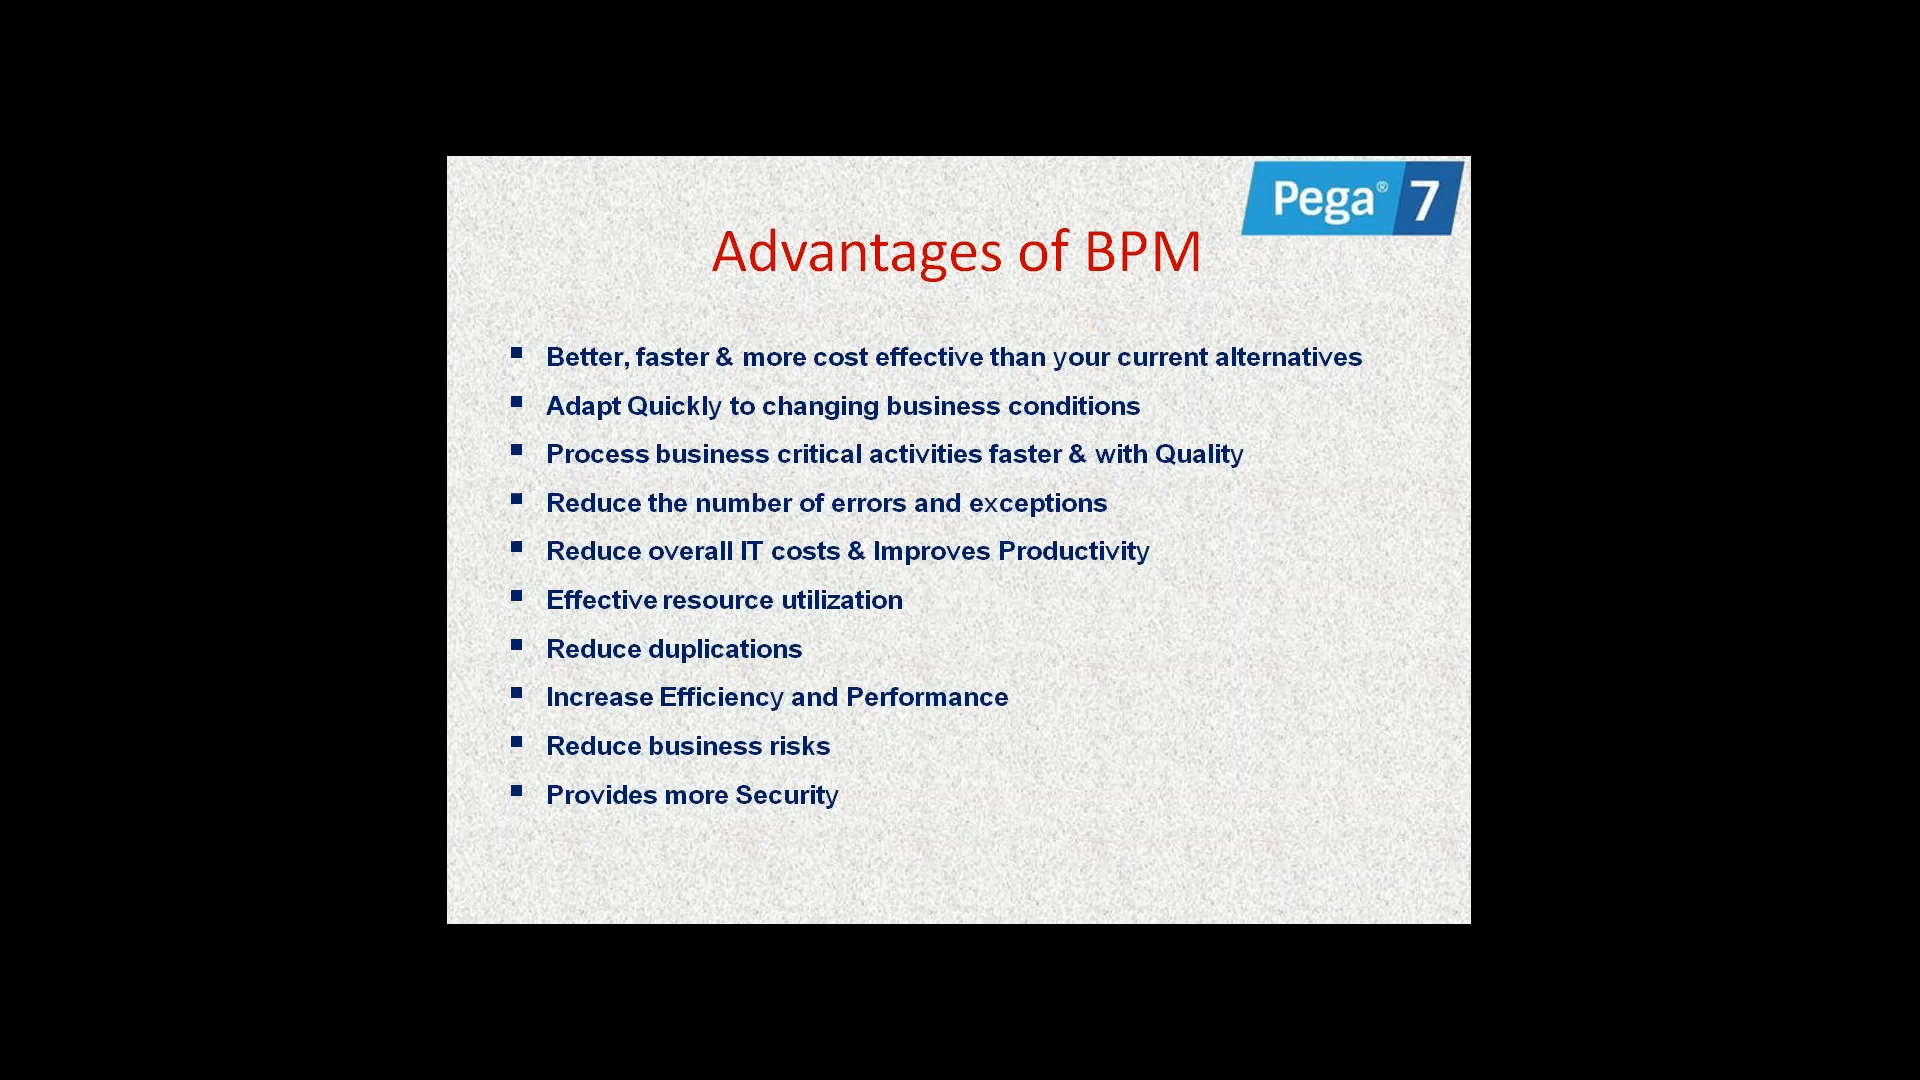 Pega® 7
Advantages of BPM
Better, faster & more cost effective than your current alternatives
Adapt Quickly to changing business conditions
Process business critical activities faster & with Quality
Reduce the number of errors and exceptions
Reduce overall IT costs & Improves Productivity
Effective resource utilization
Reduce duplications
Increase Efficiency and Performance
Reduce business risks
Provides more Security